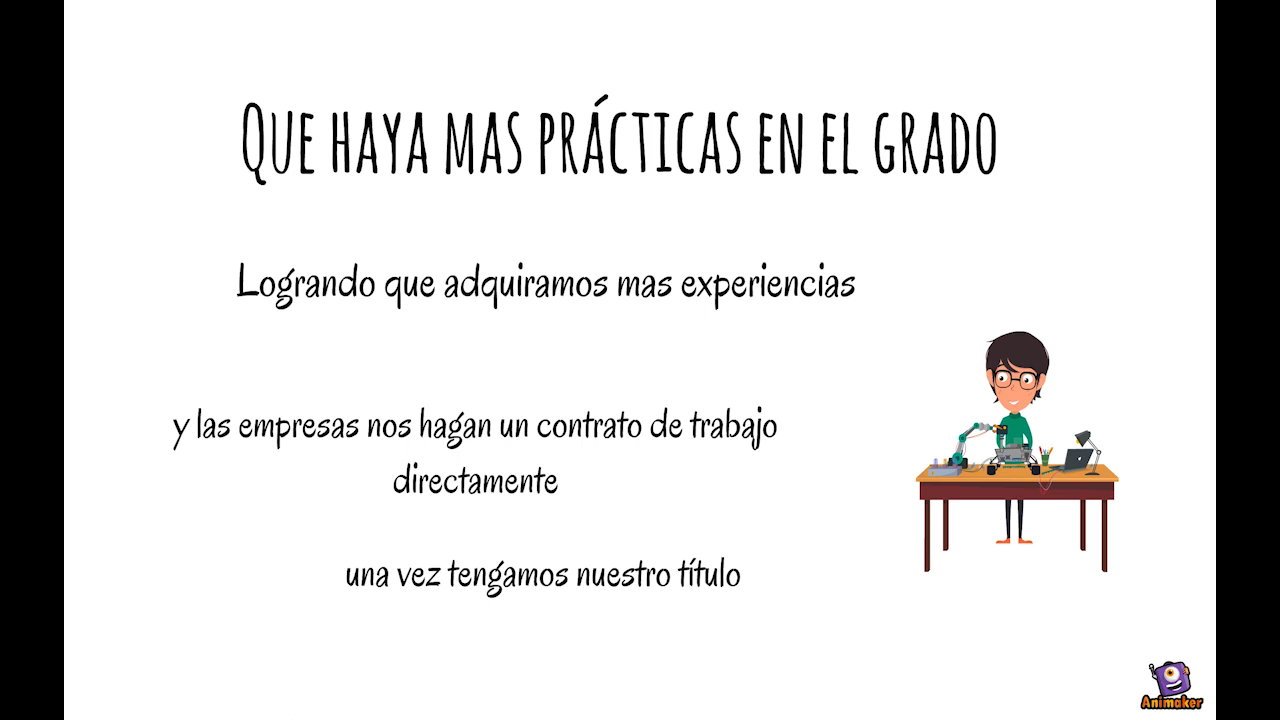 Que haya mas prácticas en el grado
Logrando que adquiramos mas experiencias
y las empresas nos hagan un contrato de trabajo
directamente
una vez tengamos nuestro título
Animaker